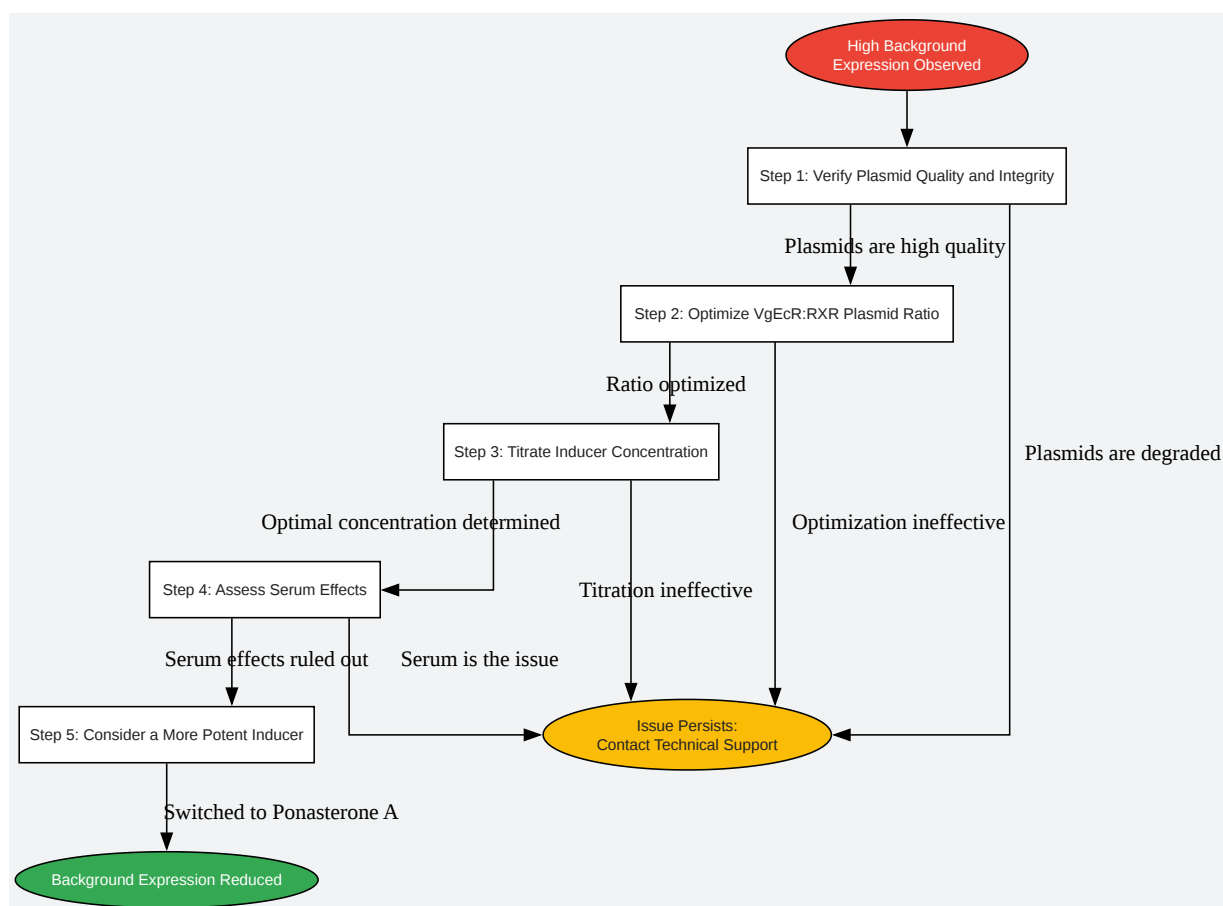 High Background
Expression Observed
Step 1: Verify Plasmid Quality and Integrity
Plasmids are high quality
Step 2: Optimize VgEcR:RXR Plasmid Ratio
Ratio optimized
Step 3: Titrate Inducer Concentration
Plasmids are degraded
Optimal concentration determined
Optimization ineffective
Step 4: Assess Serum Effects
Titration ineffective
Serum effects ruled out
Serum is the issue
Step 5: Consider a More Potent Inducer
Issue Persists:
Contact Technical Support
Switched to Ponasterone A
Background Expression Reduced